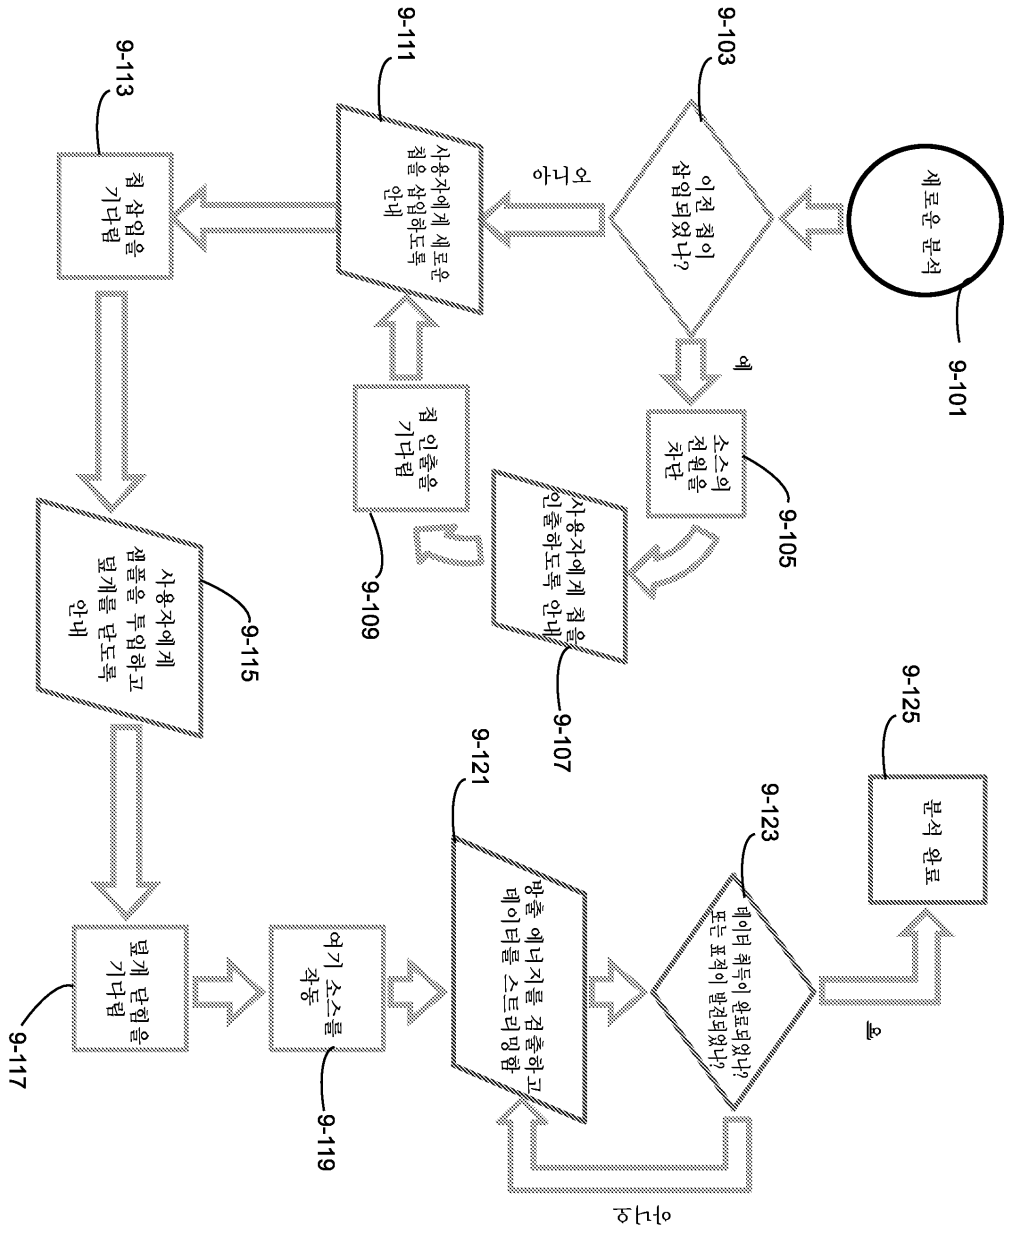 새로운 분석
9-101
9-103
이전 칩이
삽입되었나?
예
아니오
소스의
전원을
차단
9-105
사용자에게 칩을
인출하도록 안내
9-107
칩 인출을
기다림
9-109
9-111
사용자에게 새로운
칩을 삽입하도록
안내
9-113
칩 삽입을
기다림
사용자에게
샘플을 투입하고
덮개를 닫도록
안내
9-115
덮개 닫힘을
기다림
9-117
여기 소스를
작동
9-119
9-121
방출 에너지를 검출하고
데이터를 스트리밍함
9-123
데이터 취득이 완료되었나?
또는 표적이 발견되었나?
아니오
예
9-125
분석 완료